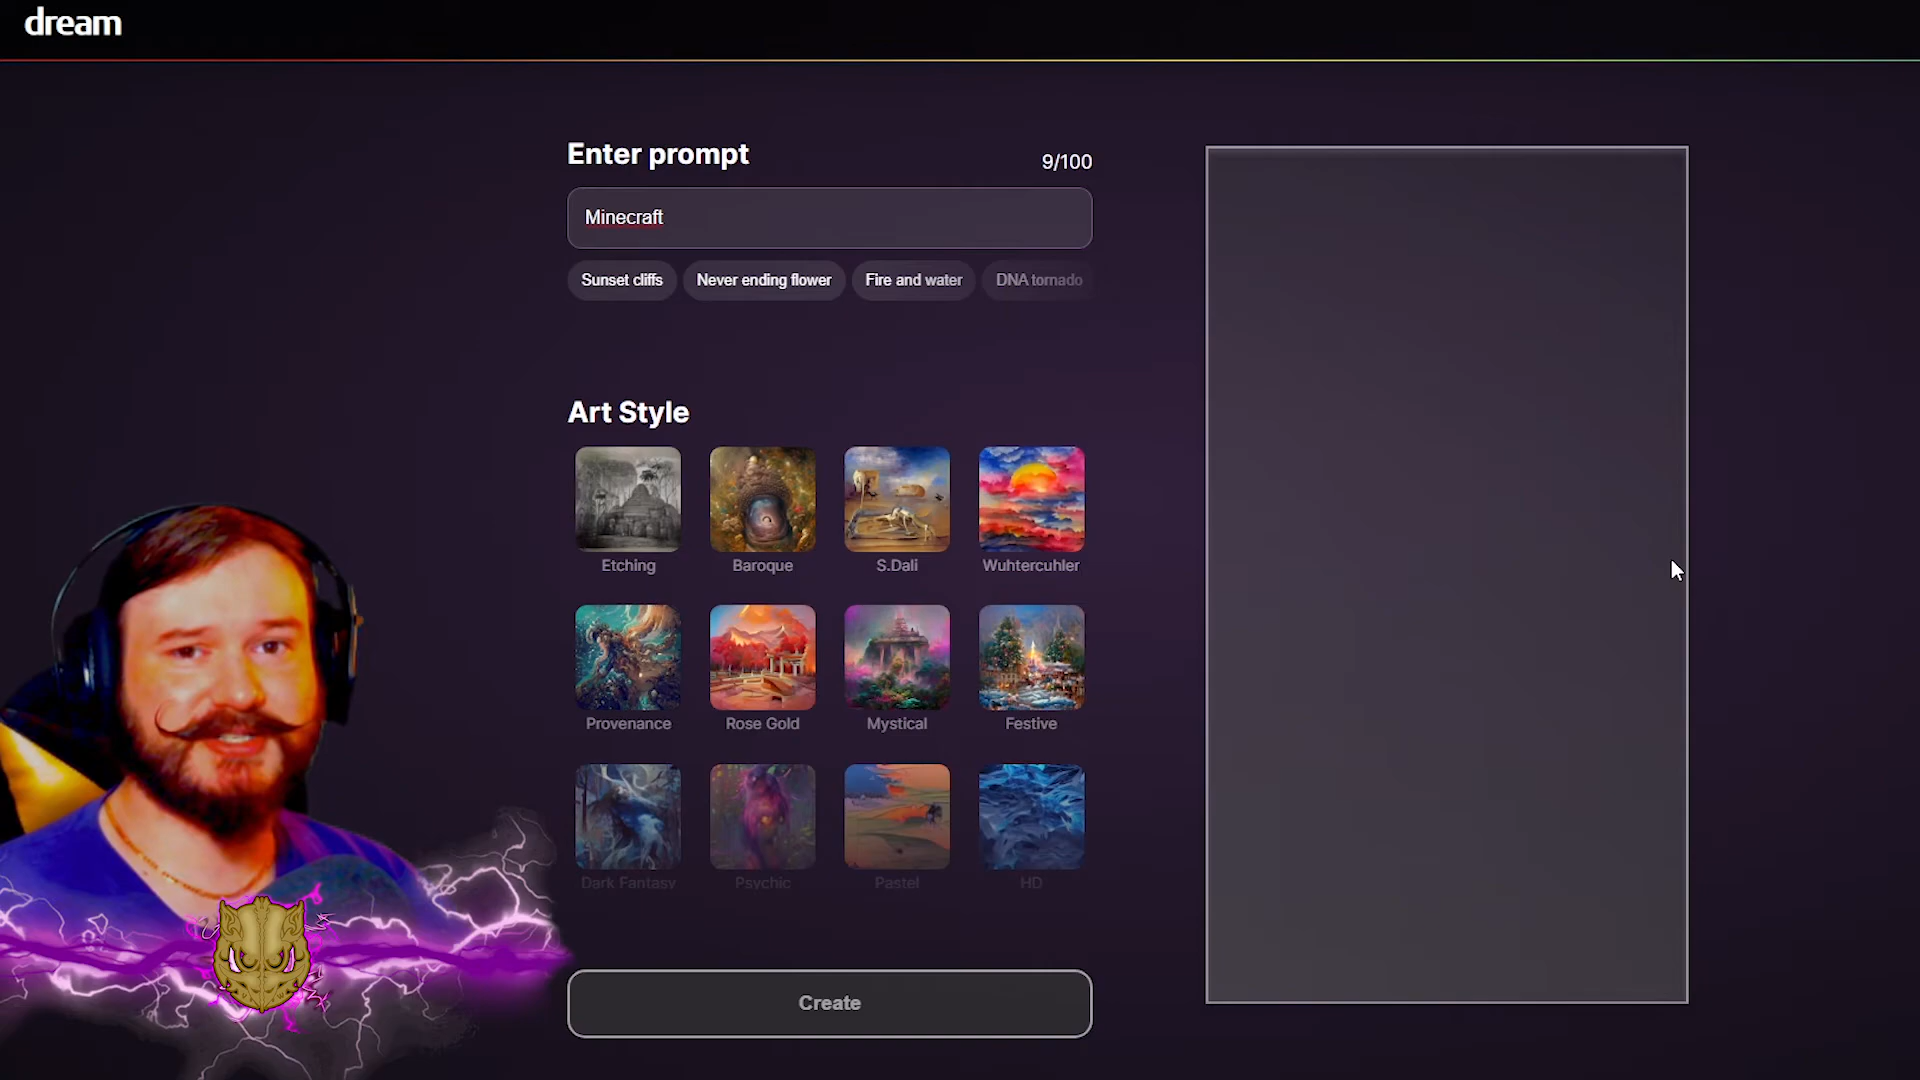 dream
Enter prompt
9/100
Minecraft
Sunset cliffs
Never ending flower
Fire and water
DNA tornado
Art Style
Etching
Baroque
S.Dali
Wuhtercuhler
Provenance
Rose Gold
Mystical
Festive
Dark Fantasy
Psychic
Pastel
HD
Create